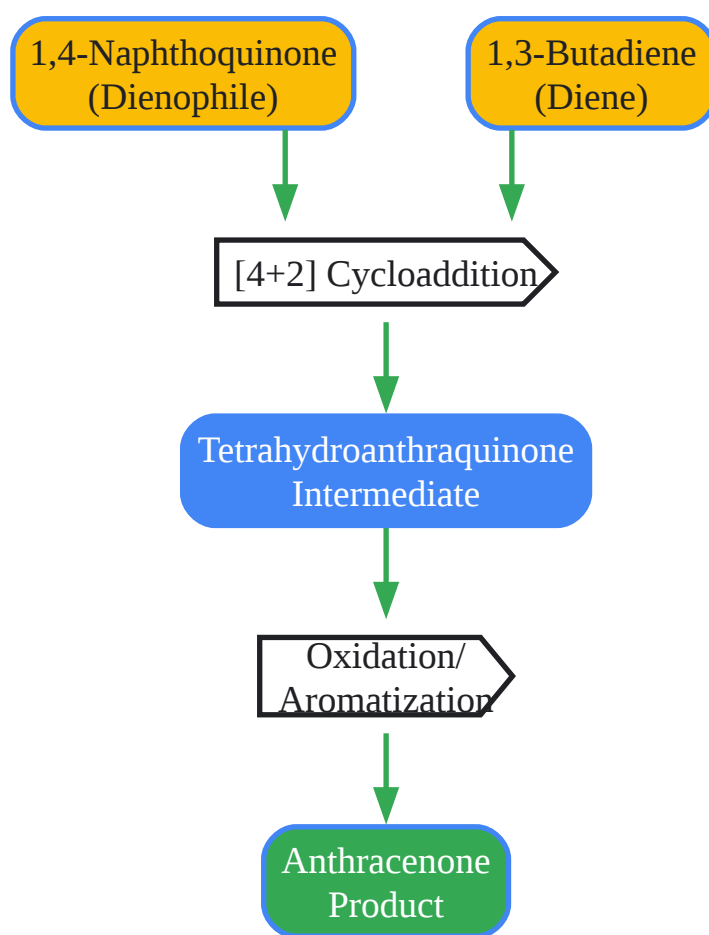 1,4-Naphthoquinone
(Dienophile)
1,3-Butadiene
(Diene)
[4+2] Cycloaddition
Tetrahydroanthraquinone
Intermediate
Oxidation/
Aromatization
Anthracenone
Product